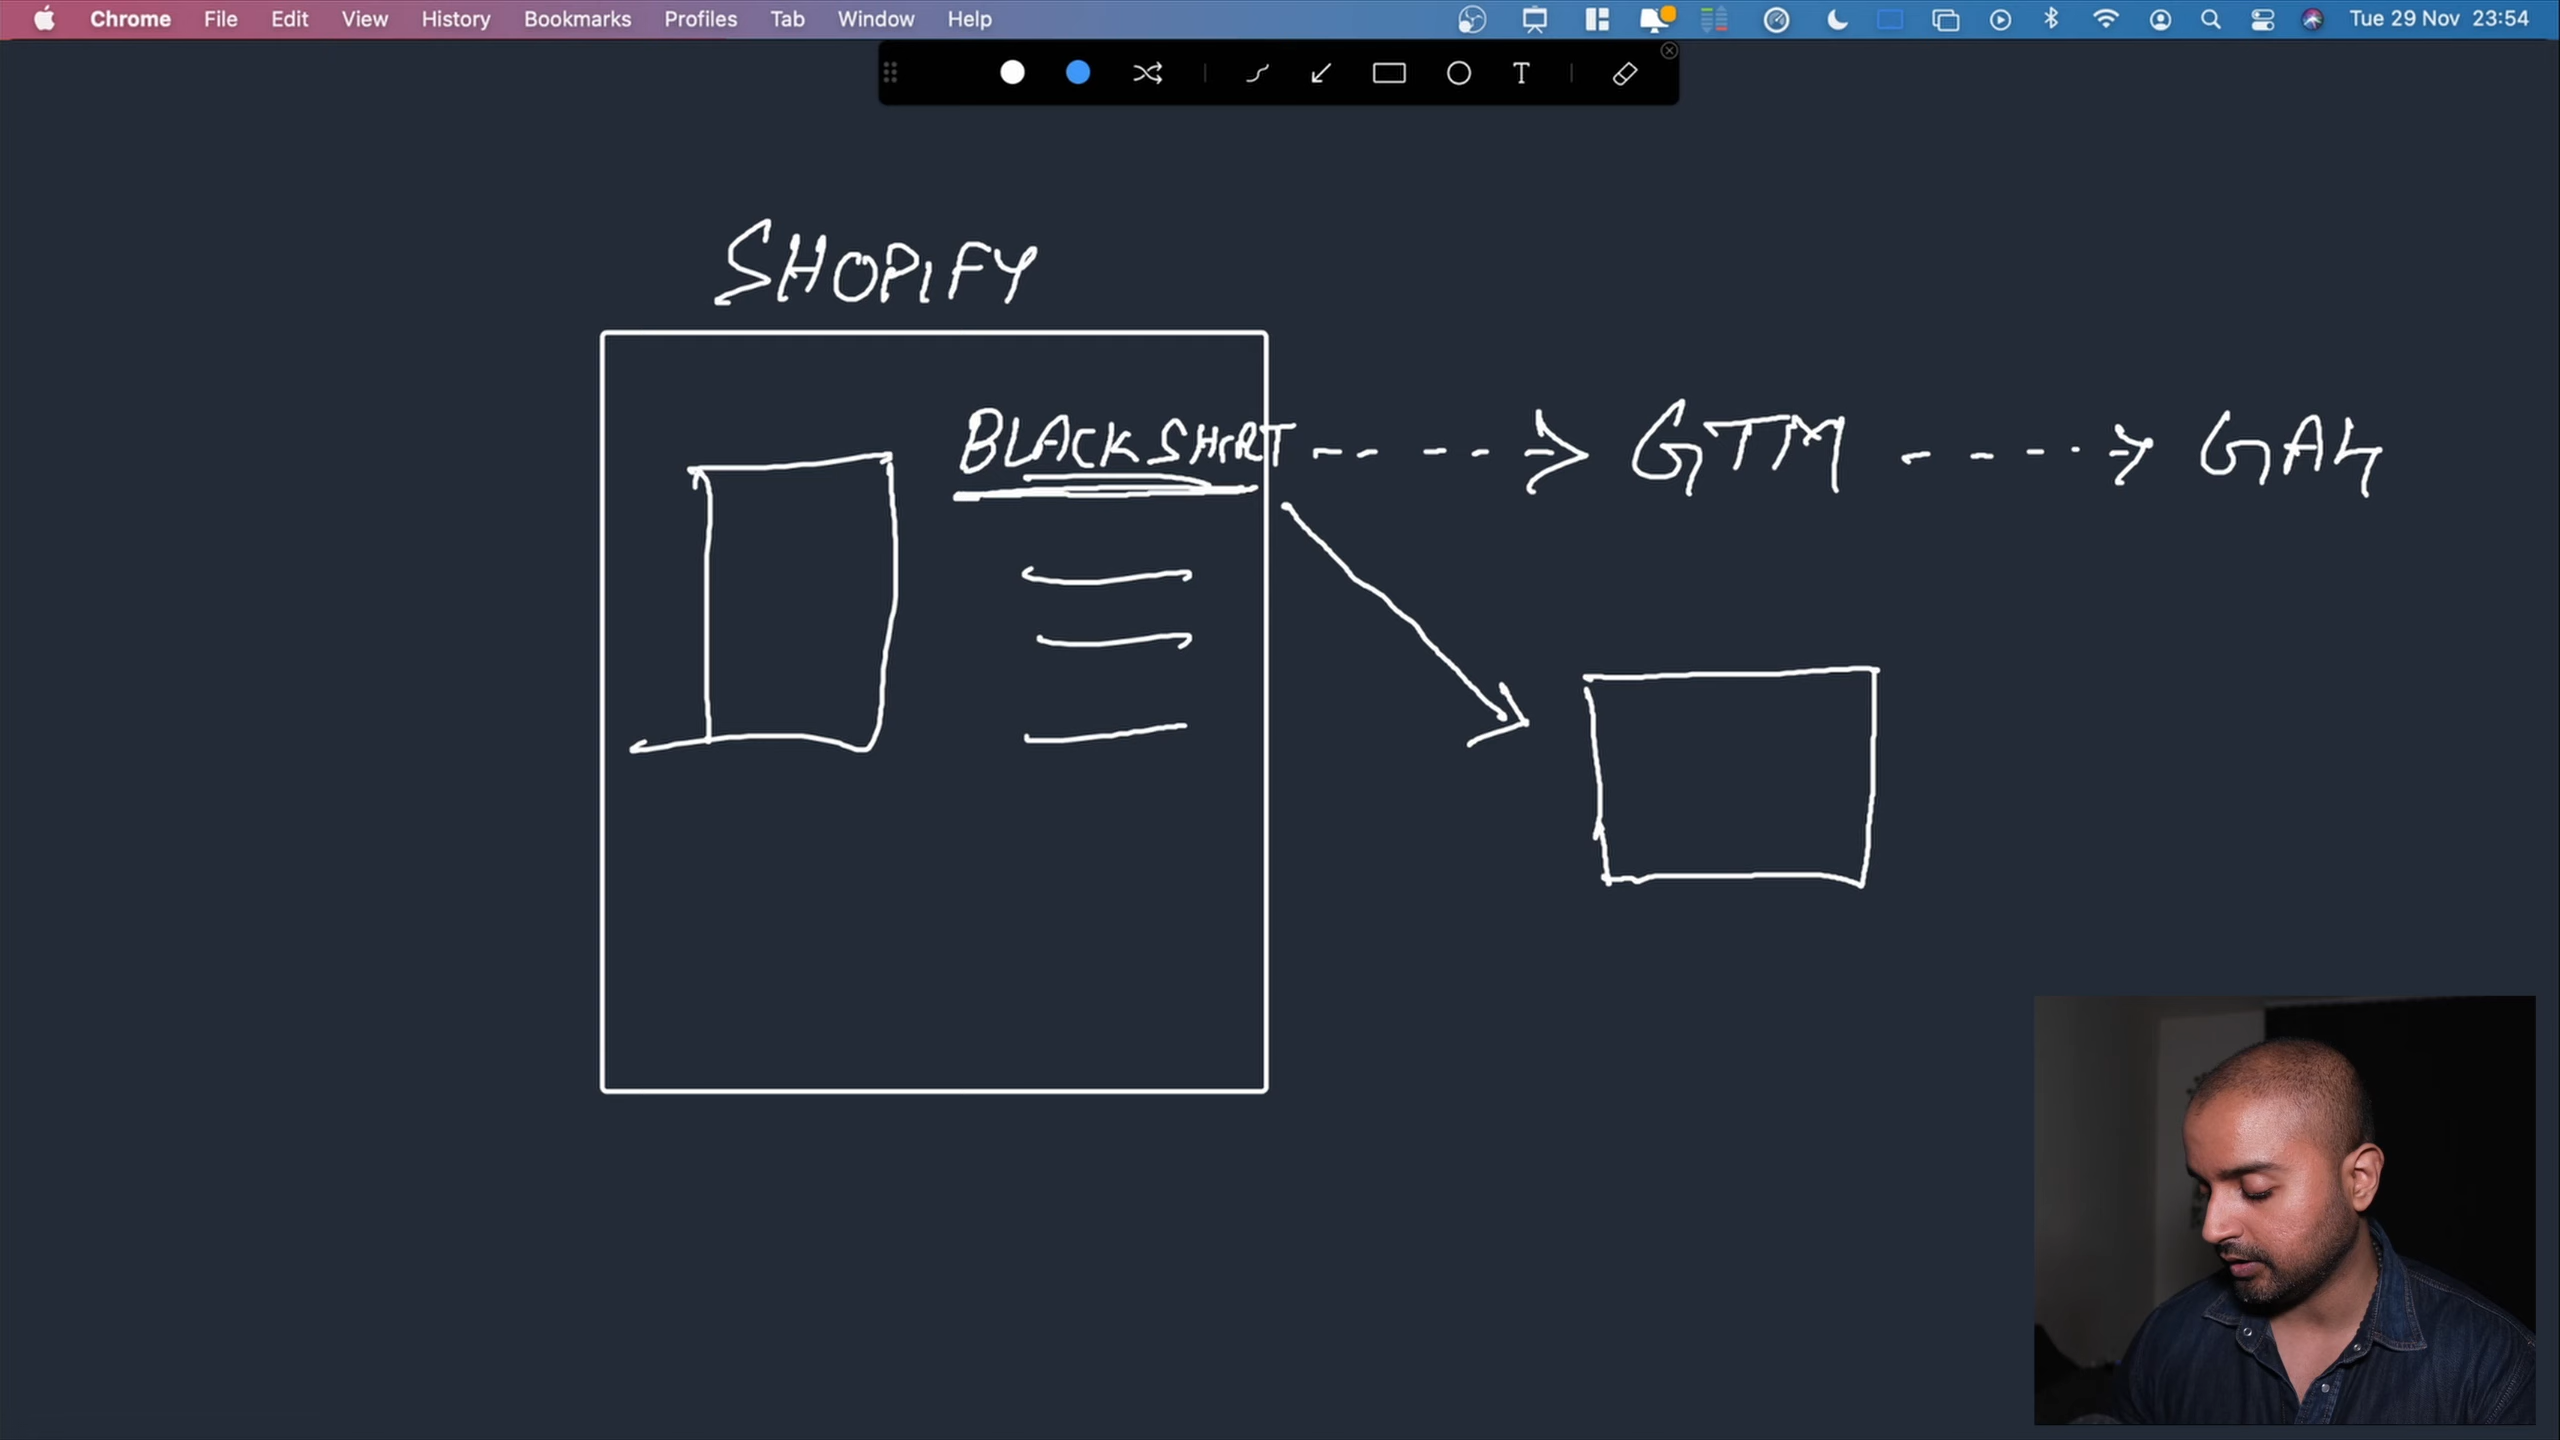 Chrome File Edit View History Bookmarks Profiles Tab Window Help Tue 29 Nov 23:54
T
SHOPIFY
BLACK SHIRT GTM GA4